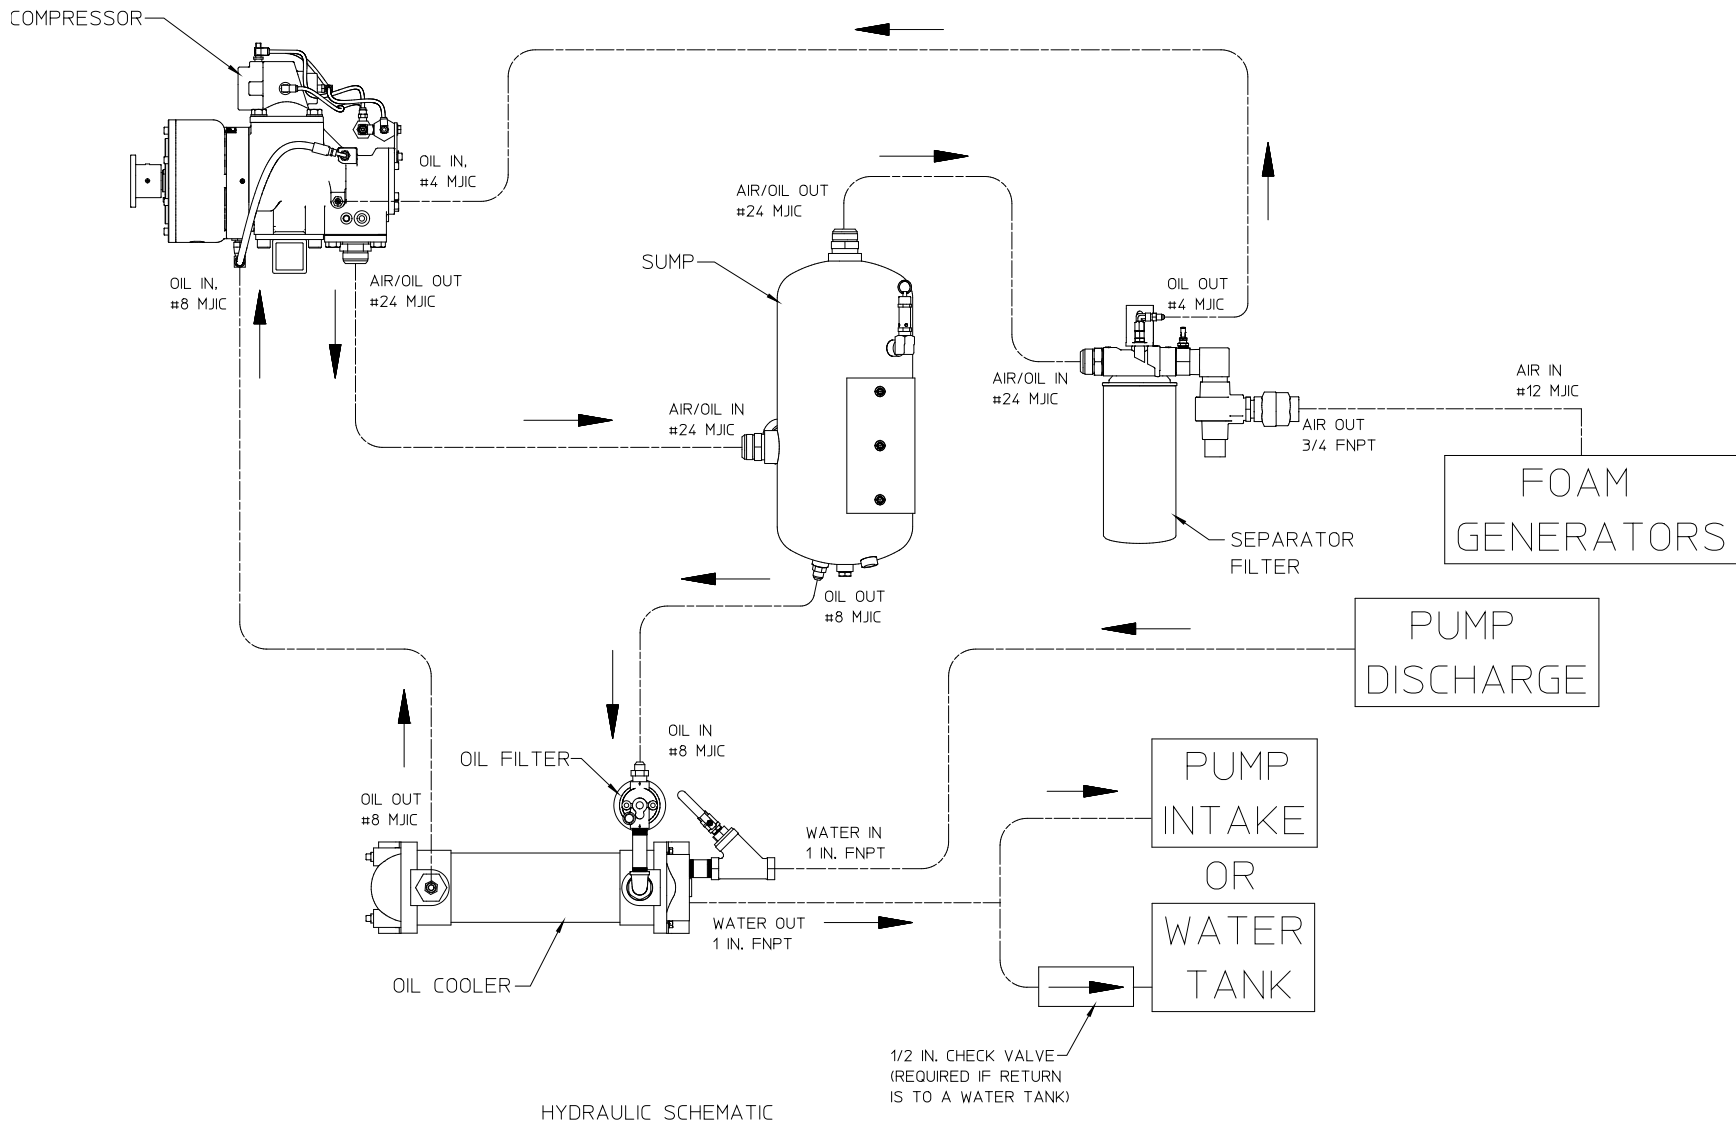 COMPRESSOR
OIL IN,
#4 MJIC
AIR/OIL OUT
#24 MJIC
SUMP
OIL IN,
#8 MJIC
AIR/OIL OUT
#24 MJIC
OIL OUT
#4 MJIC
AIR/OIL IN
#24 MJIC
AIR IN
#12 MJIC
AIR/OIL IN
#24 MJIC
AIR OUT
3/4 FNPT
FOAM
GENERATORS
SEPARATOR
FILTER
OIL OUT
#8 MJIC
PUMP
DISCHARGE
OIL IN
#8 MJIC
OIL FILTER
PUMP
INTAKE
OIL OUT
#8 MJIC
WATER IN
1 IN. FNPT
OR
WATER OUT
1 IN. FNPT
WATER
TANK
OIL COOLER
1/2 IN. CHECK VALVE
(REQUIRED IF RETURN
IS TO A WATER TANK)
HYDRAULIC SCHEMATIC